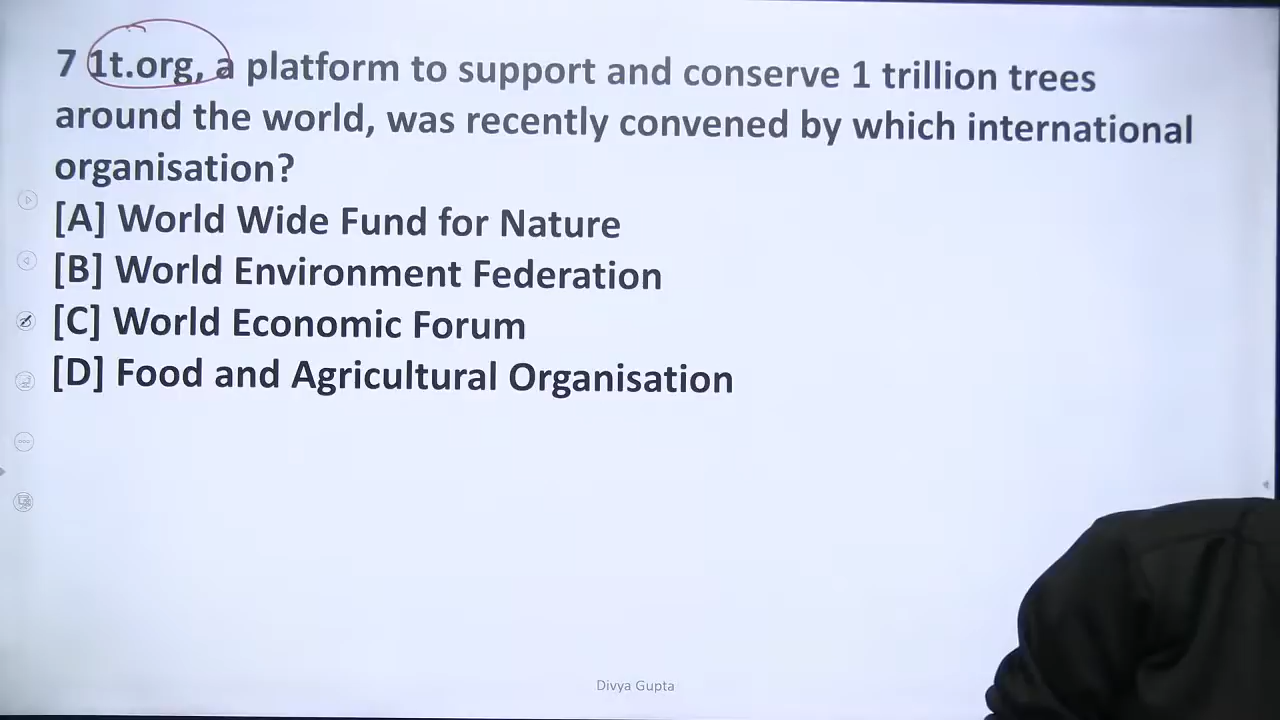 7 1t.org, a platform to support and conserve 1 trillion trees
around the world, was recently convened by which international
organisation?
[A] World Wide Fund for Nature
[B] World Environment Federation
[C] World Economic Forum
[D] Food and Agricultural Organisation
Divya Gupta